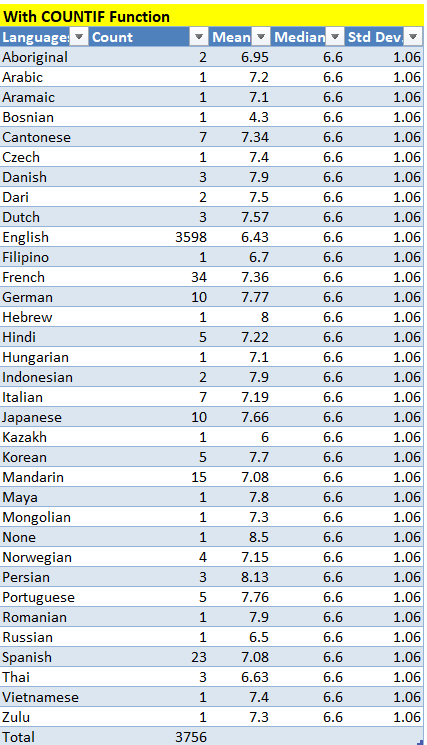 With COUNTIF Function
Languages Count Mean Median Std Dev.
Aboriginal 2 6.95 6.6 1.06
Arabic 1 7.2 6.6 1.06
Aramaic 1 7.1 6.6 1.06
Bosnian 1 4.3 6.6 1.06
Cantonese 7 7.34 6.6 1.06
Czech 1 7.4 6.6 1.06
Danish 3 7.9 6.6 1.06
Dari 2 7.5 6.6 1.06
Dutch 3 7.57 6.6 1.06
English 3598 6.43 6.6 1.06
Filipino 1 6.7 6.6 1.06
French 34 7.36 6.6 1.06
German 10 7.77 6.6 1.06
Hebrew 1 8 6.6 1.06
Hindi 5 7.22 6.6 1.06
Hungarian 1 7.1 6.6 1.06
Indonesian 2 7.9 6.6 1.06
Italian 7 7.19 6.6 1.06
Japanese 10 7.66 6.6 1.06
Kazakh 1 6 6.6 1.06
Korean 5 7.7 6.6 1.06
Mandarin 15 7.08 6.6 1.06
Maya 1 7.8 6.6 1.06
Mongolian 1 7.3 6.6 1.06
None 1 8.5 6.6 1.06
Norwegian 4 7.15 6.6 1.06
Persian 3 8.13 6.6 1.06
Portuguese 5 7.76 6.6 1.06
Romanian 1 7.9 6.6 1.06
Russian 1 6.5 6.6 1.06
Spanish 23 7.08 6.6 1.06
Thai 3 6.63 6.6 1.06
Vietnamese 1 7.4 6.6 1.06
Zulu 1 7.3 6.6 1.06
Total 3756